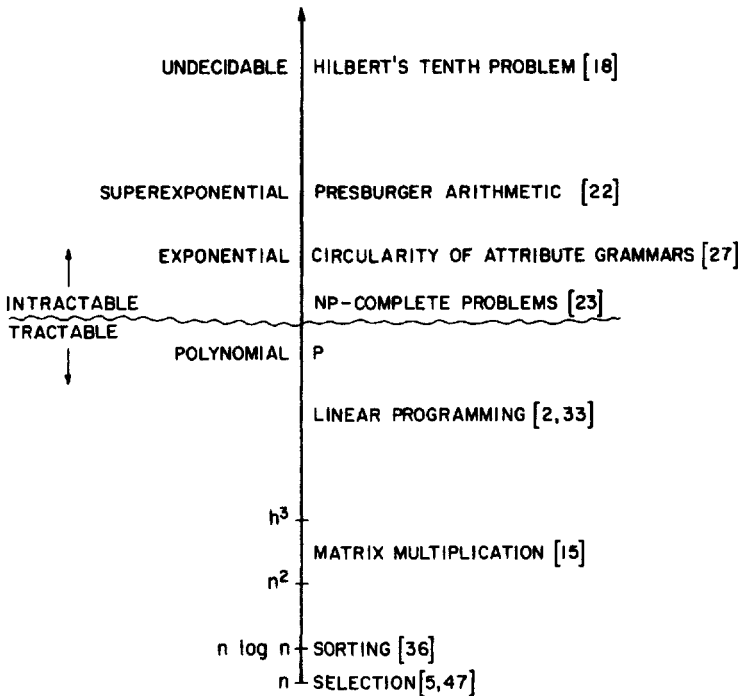 UNDECIDABLE HILBERT'S TENTH PROBLEM [18]
SUPEREXPONENTIAL PRESBURGER ARITHMETIC [22]
EXPONENTIAL CIRCULARITY OF ATTRIBUTE GRAMMARS [27]
INTRACTABLE NP-COMPLETE PROBLEMS [23]
TRACTABLE
POLYNOMIAL P
LINEAR PROGRAMMING [2,33]
h³
MATRIX MULTIPLICATION [15]
n²
n log n SORTING [36]
n SELECTION [5,47]